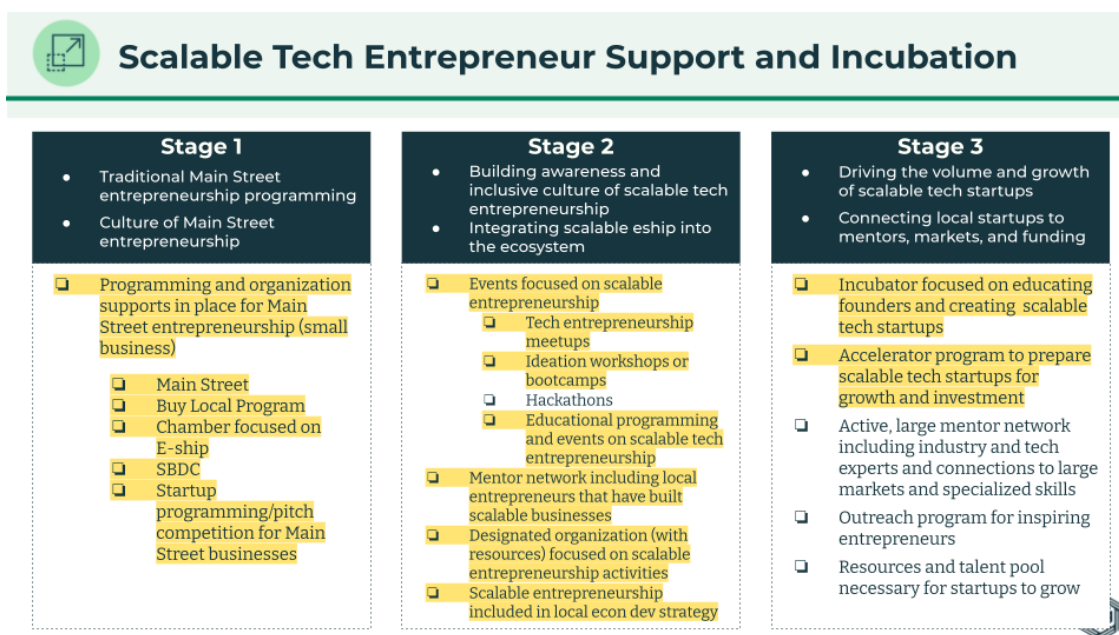 Scalable Tech Entrepreneur Support and Incubation
Stage 1
● Traditional Main Street
entrepreneurship programming
● Culture of Main Street
entrepreneurship
❏ Programming and organization
supports in place for Main
Street entrepreneurship (small
business)
❏ Main Street
❏ Buy Local Program
❏ Chamber focused on
E-ship
❏ SBDC
❏ Startup
programming/pitch
competition for Main
Street businesses
Stage 2
● Building awareness and
inclusive culture of scalable tech
entrepreneurship
● Integrating scalable eship into
the ecosystem
❏ Events focused on scalable
entrepreneurship
❏ Tech entrepreneurship
meetups
❏ Ideation workshops or
bootcamps
❏ Hackathons
❏ Educational programming
and events on scalable tech
entrepreneurship
❏ Mentor network including local
entrepreneurs that have built
scalable businesses
❏ Designated organization (with
resources) focused on scalable
entrepreneurship activities
❏ Scalable entrepreneurship
included in local econ dev strategy
Stage 3
● Driving the volume and growth
of scalable tech startups
● Connecting local startups to
mentors, markets, and funding
❏ Incubator focused on educating
founders and creating scalable
tech startups
❏ Accelerator program to prepare
scalable tech startups for
growth and investment
❏ Active, large mentor network
including industry and tech
experts and connections to large
markets and specialized skills
❏ Outreach program for inspiring
entrepreneurs
❏ Resources and talent pool
necessary for startups to grow